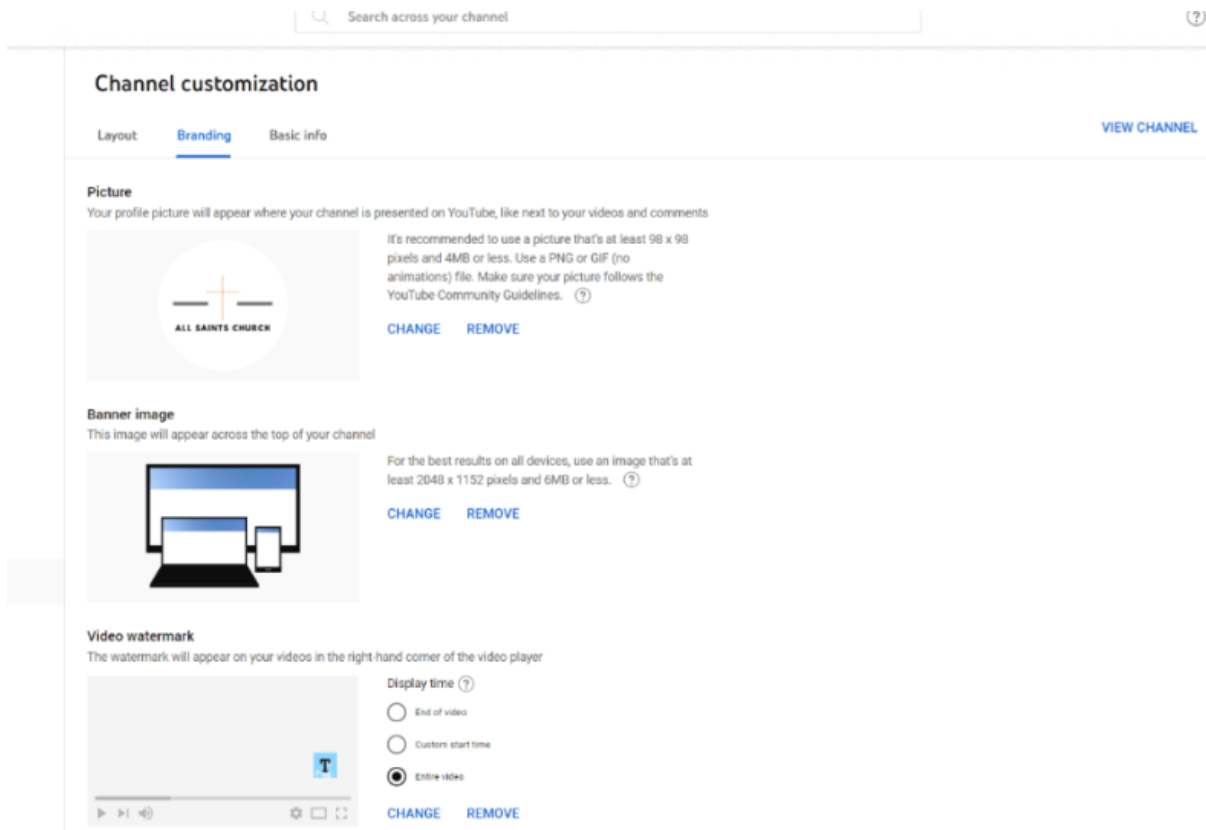 Search across your channel
Channel customization
Layout Branding Basic info
VIEW CHANNEL
Picture
Your profile picture will appear where your channel is presented on YouTube, like next to your videos and comments
It's recommended to use a picture that's at least 98 x 98
pixels and 4MB or less. Use a PNG or GIF (no
animations) file. Make sure your picture follows the
YouTube Community Guidelines. ?
ALL SAINTS CHURCH
CHANGE REMOVE
Banner image
This image will appear across the top of your channel
For the best results on all devices, use an image that's at
least 2048 x 1152 pixels and 6MB or less. ?
CHANGE REMOVE
Video watermark
The watermark will appear on your videos in the right-hand corner of the video player
Display time ?
End of video
Custom start time
T
Entire video
CHANGE REMOVE